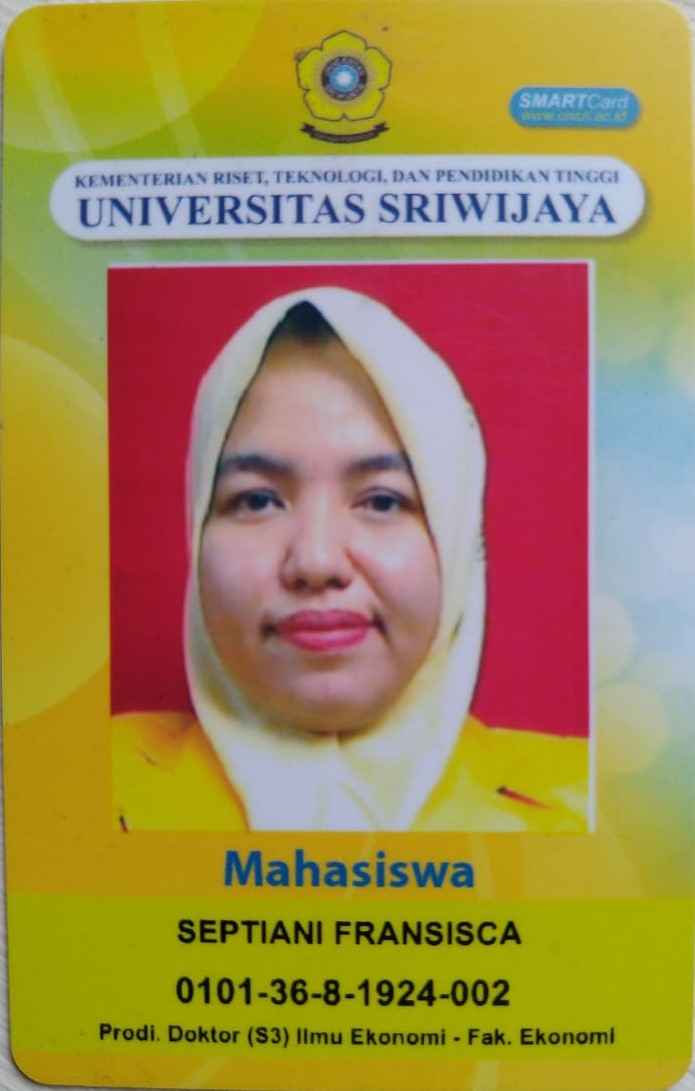 SMARTCard
www.unsri.ac.id
KEMENTERIAN RISET, TEKNOLOGI, DAN PENDIDIKAN TINGGI
UNIVERSITAS SRIWIJAYA
Mahasiswa
SEPTIANI FRANSISCA
0101-36-8-1924-002
Prodi. Doktor (S3) Ilmu Ekonomi - Fak. Ekonomi